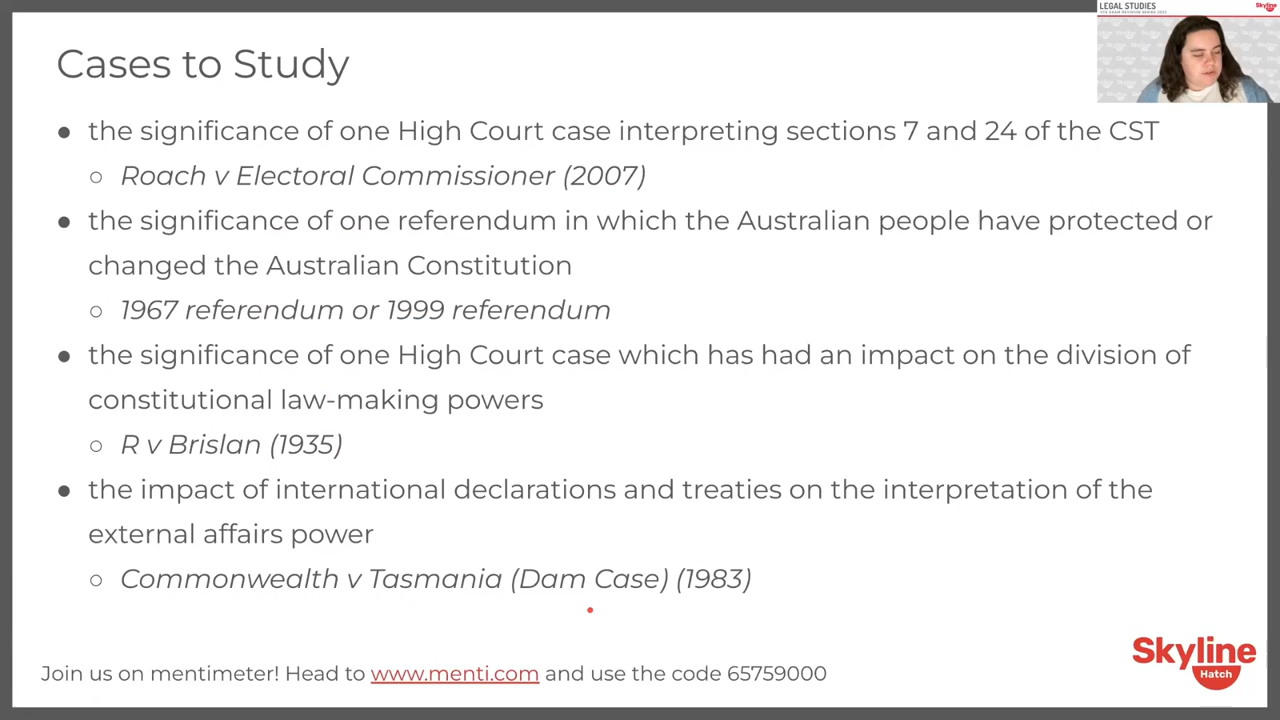 LEGAL STUDIES
Skyline
Cases to Study
● the significance of one High Court case interpreting sections 7 and 24 of the CST
○ Roach v Electoral Commissioner (2007)
● the significance of one referendum in which the Australian people have protected or
changed the Australian Constitution
○ 1967 referendum or 1999 referendum
● the significance of one High Court case which has had an impact on the division of
constitutional law-making powers
○ R v Brislan (1935)
● the impact of international declarations and treaties on the interpretation of the
external affairs power
○ Commonwealth v Tasmania (Dam Case) (1983)
Join us on mentimeter! Head to www.menti.com and use the code 65759000
Skyline
Hatch